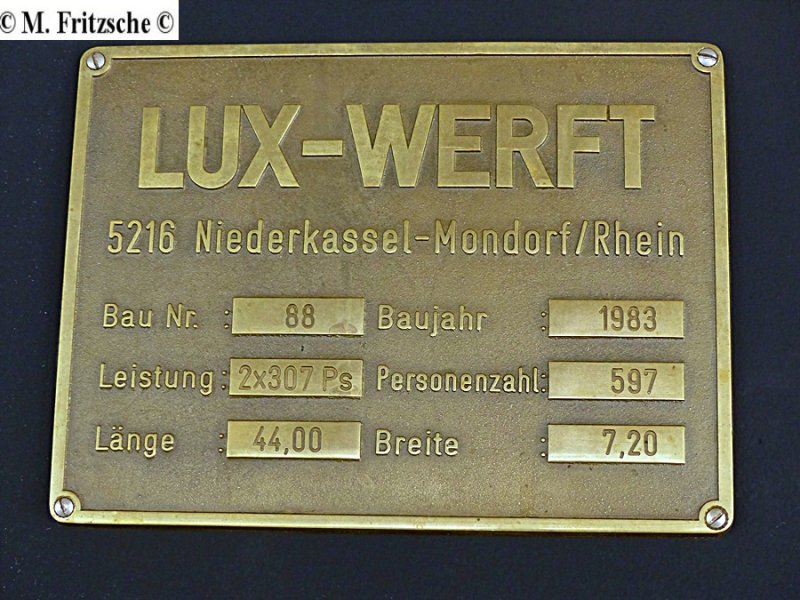 © M. Fritzsche ©
LUX-WERFT
5216 Niederkassel-Mondorf/Rhein
Bau Nr. : 88 Baujahr : 1983
Leistung : 2x307 Ps Personenzahl: 597
Länge : 44,00 Breite : 7,20